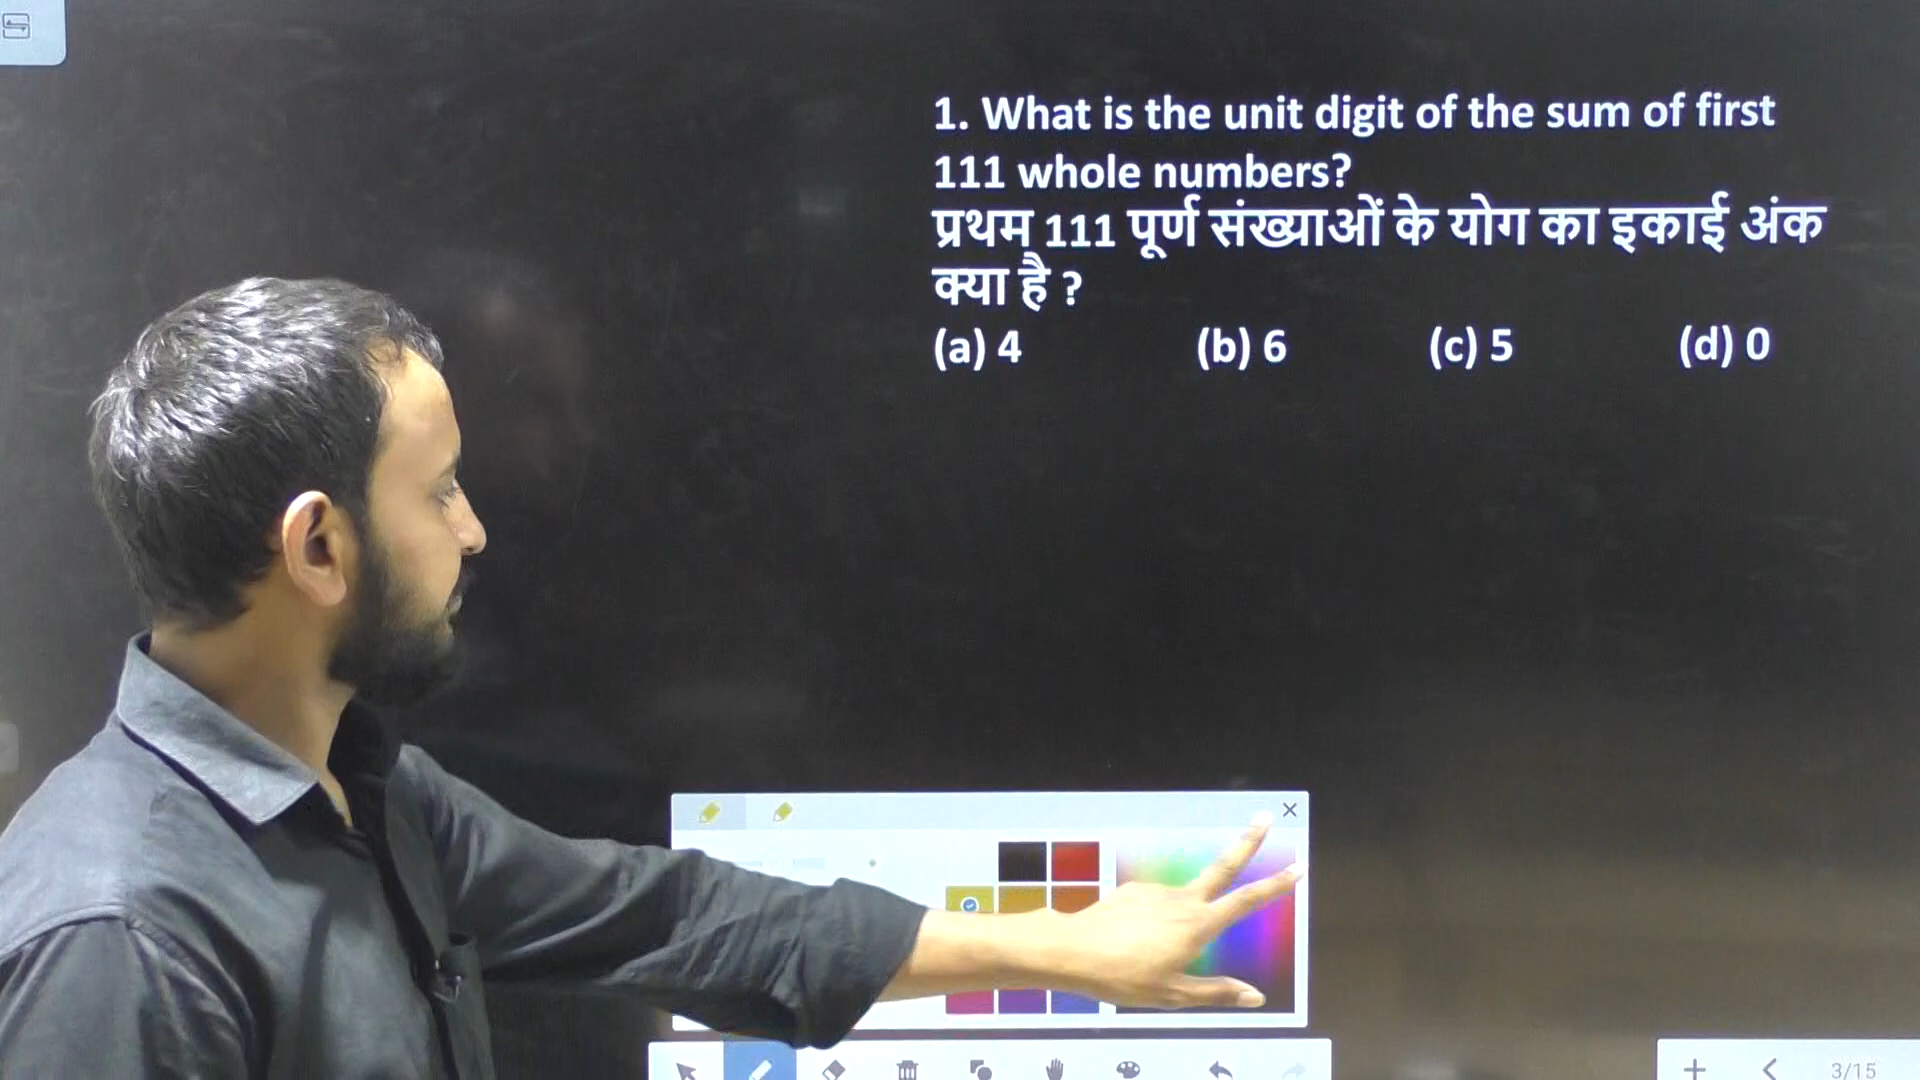 1. What is the unit digit of the sum of first
111 whole numbers?
प्रथम 111 पूर्ण संख्याओं के योग का इकाई अंक
क्या है ?
(a) 4 (b) 6 (c) 5 (d) 0
3/15